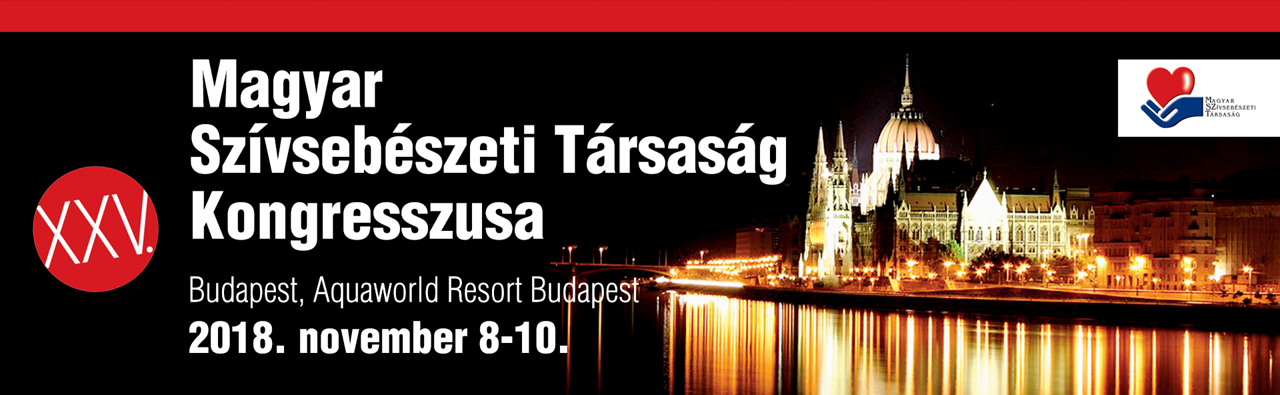 XXV.
Magyar
Szívsebészeti Társaság
Kongresszusa
Budapest, Aquaworld Resort Budapest
2018. november 8-10.
MAGYAR
SZÍVSEBÉSZETI
TÁRSASÁG